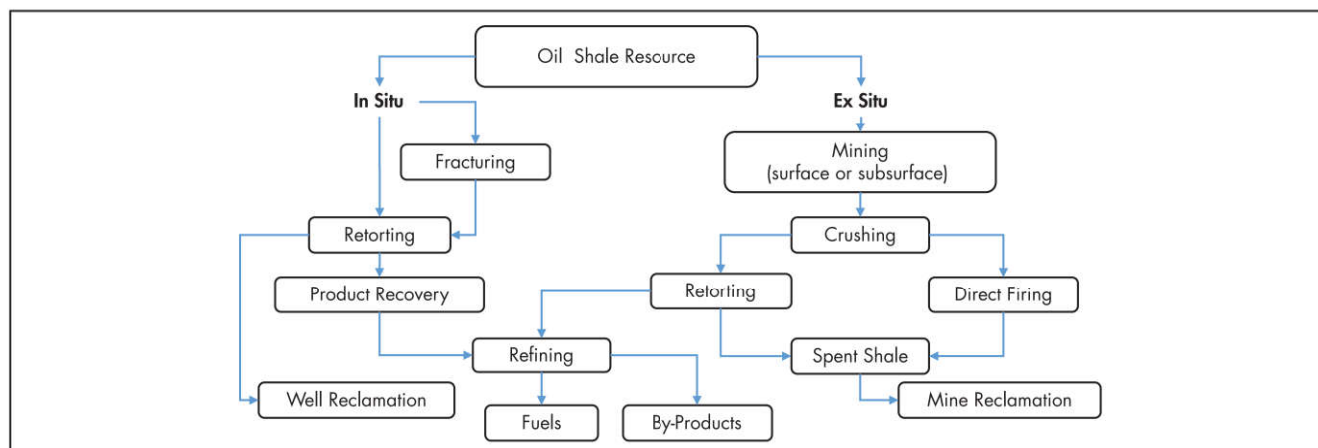 Oil Shale Resource
In Situ
Ex Situ
Fracturing
Mining
(surface or subsurface)
Retorting
Crushing
Product Recovery
Retorting
Direct Firing
Refining
Spent Shale
Well Reclamation
Fuels
By-Products
Mine Reclamation